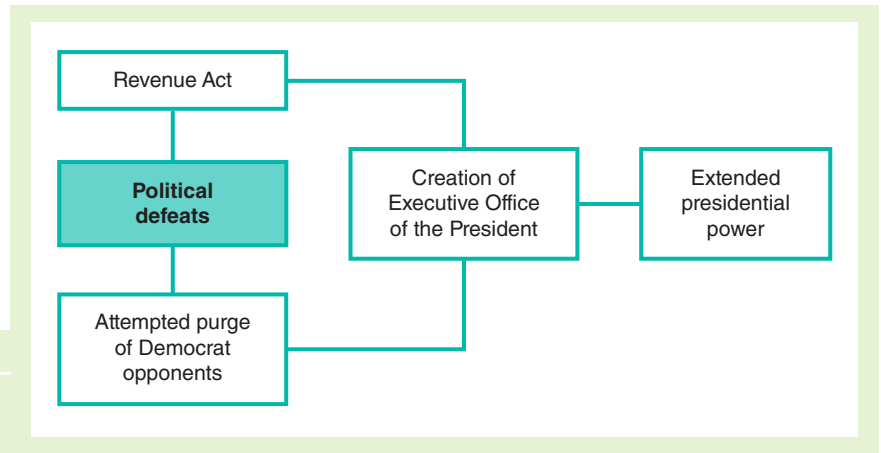 Revenue Act
Political
defeats
Attempted purge
of Democrat
opponents
Creation of
Executive Office
of the President
Extended
presidential
power